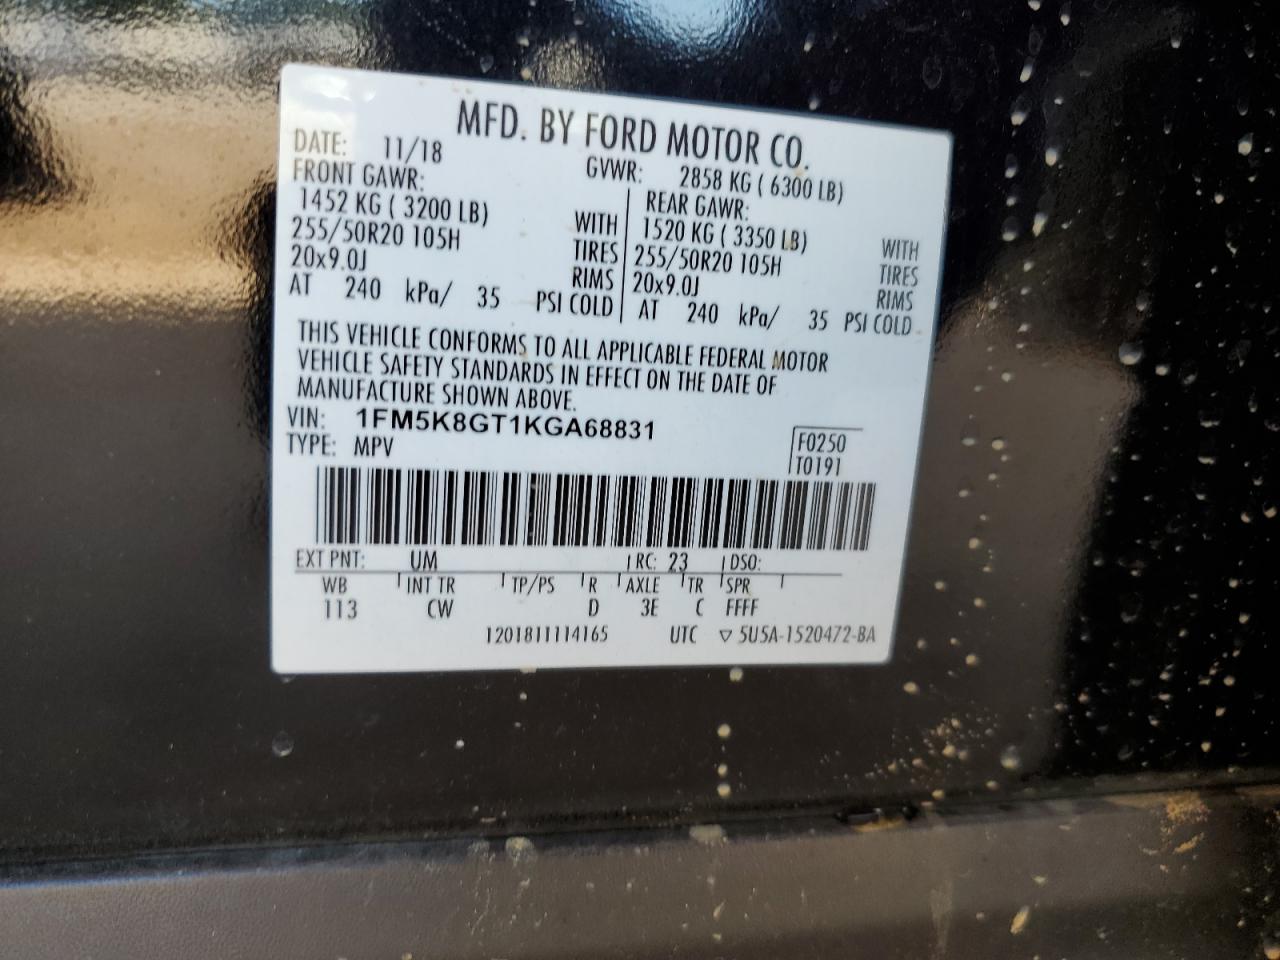 MFD. BY FORD MOTOR CO.
DATE: 11/18 GVWR: 2858 KG ( 6300 LB)
FRONT GAWR: REAR GAWR:
1452 KG ( 3200 LB) WITH 1520 KG ( 3350 LB) WITH
255/50R20 105H TIRES 255/50R20 105H TIRES
20x9.0J RIMS 20x9.0J RIMS
AT 240 kPa/ 35 PSI COLD AT 240 kPa/ 35 PSI COLD
THIS VEHICLE CONFORMS TO ALL APPLICABLE FEDERAL MOTOR
VEHICLE SAFETY STANDARDS IN EFFECT ON THE DATE OF
MANUFACTURE SHOWN ABOVE.
VIN: 1FM5K8GT1KGA68831
TYPE: MPV
F0250
T0191
EXT PNT: UM RC: 23 DSO:
WB INT TR TP/PS R AXLE TR SPR
113 CW D 3E C FFFF
1201811114165 UTC ▽ 5U5A-1520472-BA